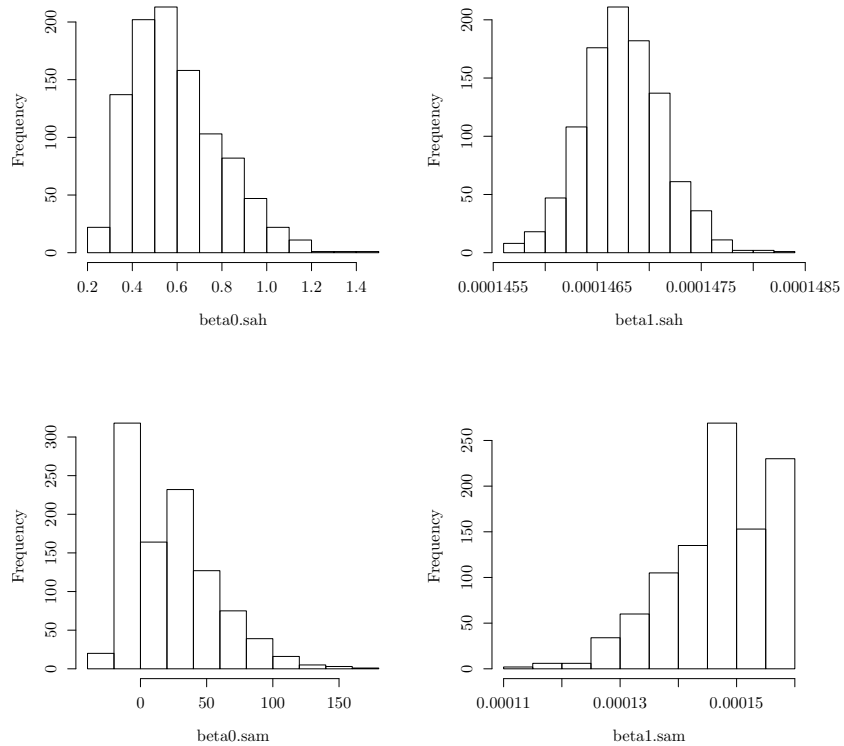 Frequency
0 50 100 150 200
0.2 0.4 0.6 0.8 1.0 1.2 1.4
beta0.sah
Frequency
0 50 100 150 200
0.0001455 0.0001465 0.0001475 0.0001485
beta1.sah
Frequency
0 50 100 150 200 250 300
0 50 100 150
beta0.sam
Frequency
0 50 100 150 200 250
0.00011 0.00013 0.00015
beta1.sam